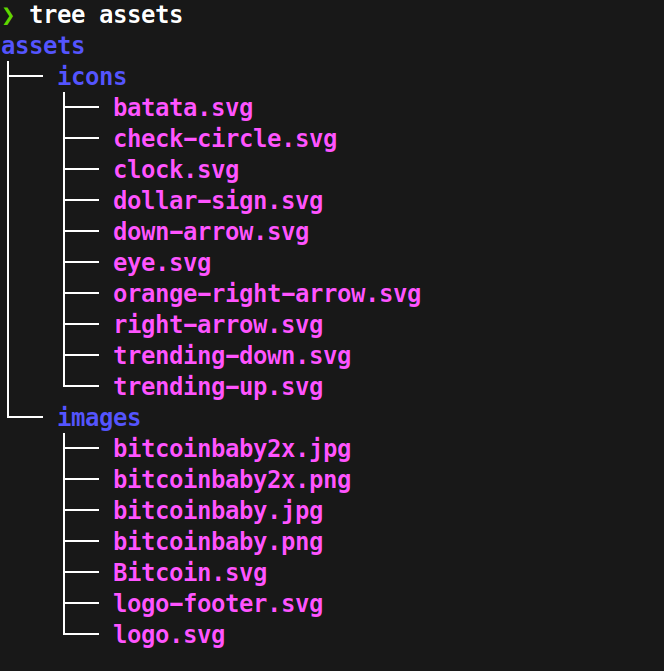 ❯ tree assets
assets
├── icons
│   ├── batata.svg
│   ├── check-circle.svg
│   ├── clock.svg
│   ├── dollar-sign.svg
│   ├── down-arrow.svg
│   ├── eye.svg
│   ├── orange-right-arrow.svg
│   ├── right-arrow.svg
│   ├── trending-down.svg
│   └── trending-up.svg
└── images
    ├── bitcoinbaby2x.jpg
    ├── bitcoinbaby2x.png
    ├── bitcoinbaby.jpg
    ├── bitcoinbaby.png
    ├── Bitcoin.svg
    ├── logo-footer.svg
    └── logo.svg